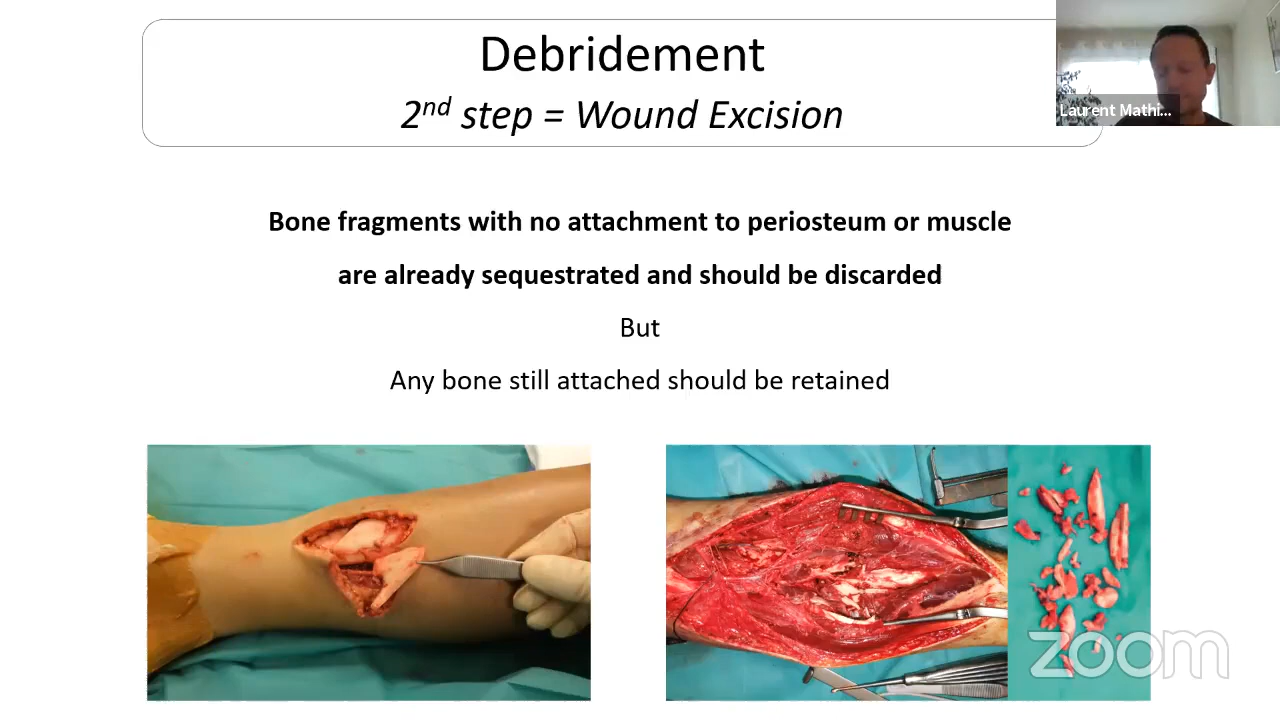 Debridement
2nd step = Wound Excision
Laurent Mathi...
Bone fragments with no attachment to periosteum or muscle
are already sequestrated and should be discarded
But
Any bone still attached should be retained
zoom